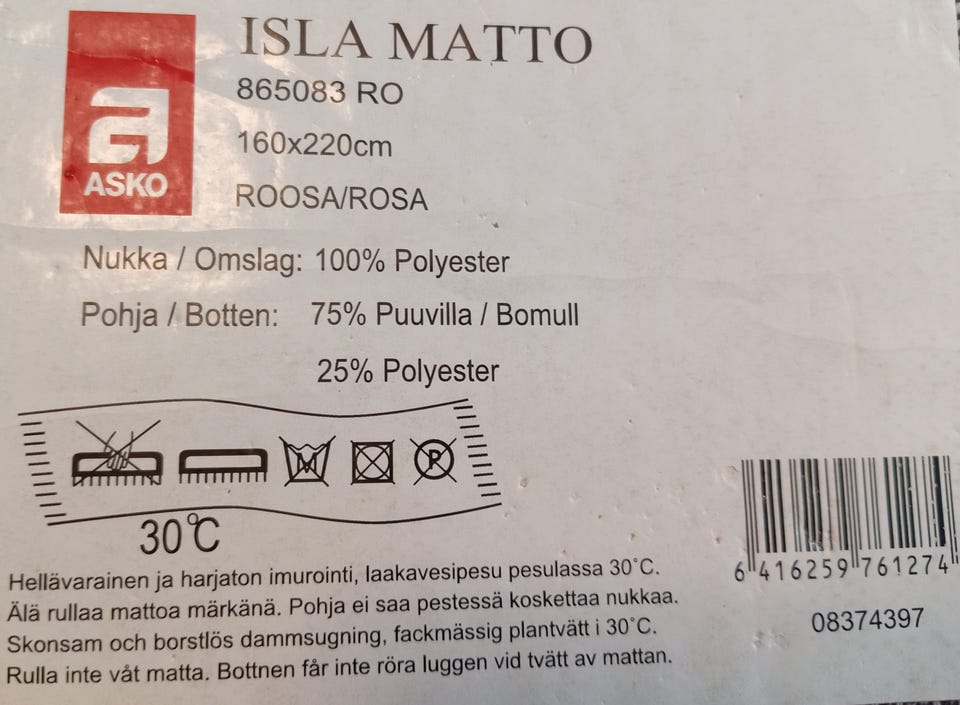 ASKO
ISLA MATTO
865083 RO
160x220cm
ROOSA/ROSA
Nukka / Omslag: 100% Polyester
Pohja / Botten: 75% Puuvilla / Bomull
25% Polyester
P
30°C
Hellävarainen ja harjaton imurointi, laakavesipesu pesulassa 30°C.
Älä rullaa mattoa märkänä. Pohja ei saa pestessä koskettaa nukkaa.
Skonsam och borstlös dammsugning, fackmässig plantvätt i 30°C.
Rulla inte våt matta. Bottnen får inte röra luggen vid tvätt av mattan.
6 416259 761274
08374397